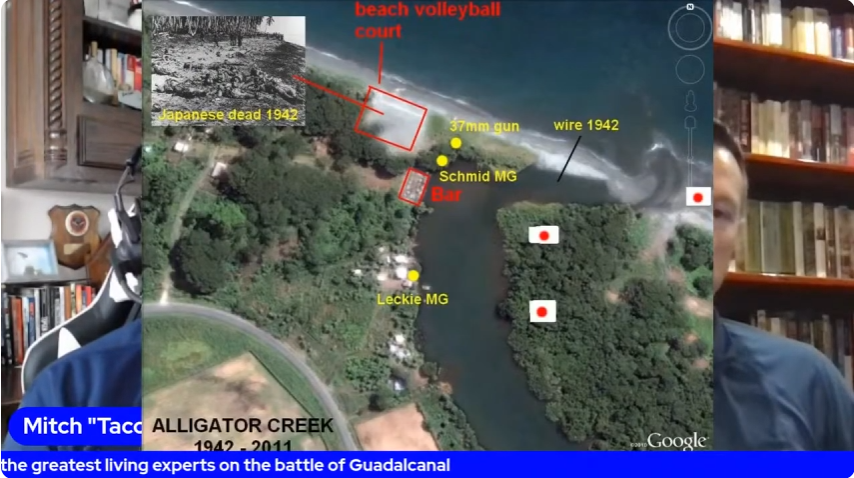 beach volleyball
court
Japanese dead 1942
37mm gun
wire 1942
Schmid MG
Bar
Leckie MG
Mitch "Taco
ALLIGATOR CREEK
1942 - 2011
Google
N
the greatest living experts on the battle of Guadalcanal